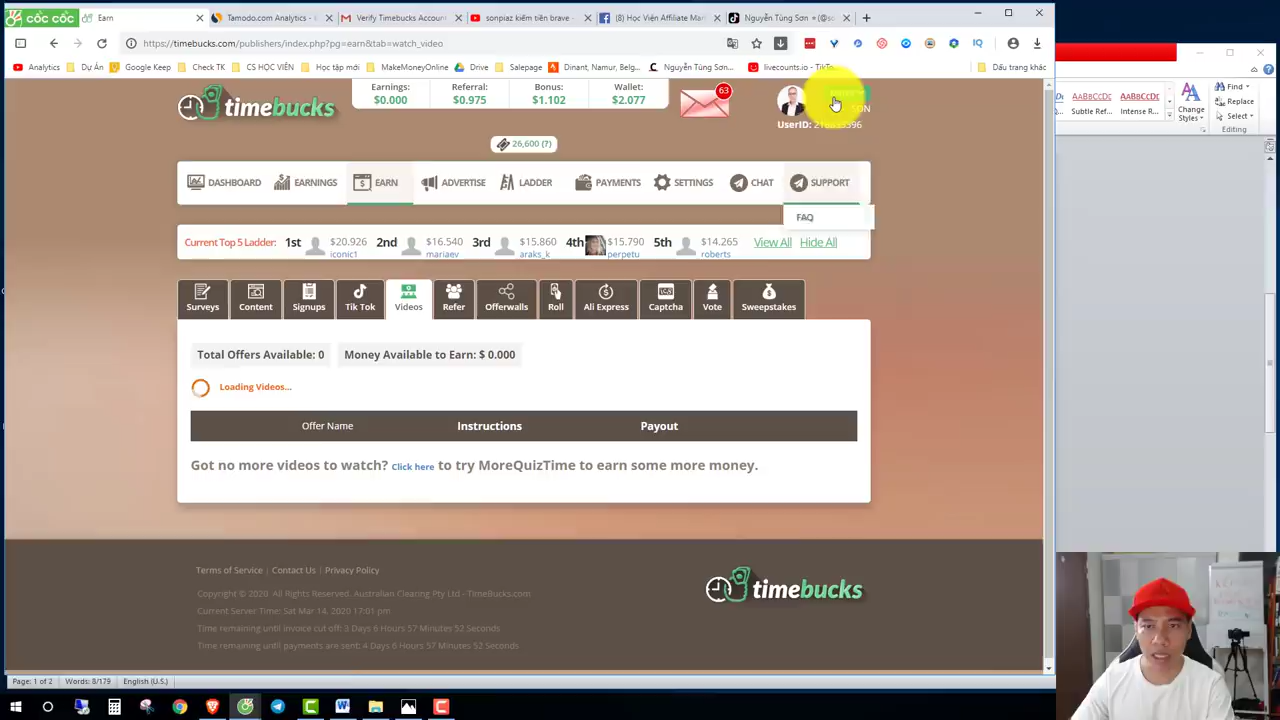 CỐC CỐC
Earn
Tamodo.com Analytics -
Verify Timebucks Accoun
sonpiaz kiếm tiền brave -
(8) Học Viện Affiliate Mar
Nguyễn Tùng Sơn
https://timebucks.com/publishers/index.php?pg=earn&tab=watch_video
Analytics
Dự Án
Google Keep
Check TK
CS HỌC VIÊN
Học tập mới
MakeMoneyOnline
Drive
Salepage
Dinant, Namur, Belg...
Nguyễn Tùng Sơn...
livecounts.io - TikTo...
Dấu trang khác
timebucks
Earnings:
$0.000
Referral:
$0.975
Bonus:
$1.102
Wallet:
$2.077
63
UserID:
26,600 (?)
DASHBOARD
EARNINGS
EARN
ADVERTISE
LADDER
PAYMENTS
SETTINGS
CHAT
SUPPORT
FAQ
Current Top 5 Ladder:
1st
$20.926
iconic1
2nd
$16.540
mariaev
3rd
$15.860
araks_k
4th
$15.790
perpetu
5th
$14.265
roberts
View All
Hide All
Surveys
Content
Signups
Tik Tok
Videos
Refer
Offerwalls
Roll
Ali Express
Captcha
Vote
Sweepstakes
Total Offers Available: 0
Money Available to Earn: $ 0.000
Loading Videos...
Offer Name
Instructions
Payout
Got no more videos to watch? Click here to try MoreQuizTime to earn some more money.
Terms of Service | Contact Us | Privacy Policy
Copyright © 2020 All Rights Reserved. Australian Clearing Pty Ltd - TimeBucks.com
Current Server Time: Sat Mar 14, 2020 17:01 pm
Time remaining until invoice cut off: 3 Days 6 Hours 57 Minutes 52 Seconds
Time remaining until payments are sent: 4 Days 6 Hours 57 Minutes 52 Seconds
timebucks
Page: 1 of 2
Words: 8/179
English (U.S.)
AaBbCcDc
Subtle Ref...
AaBbCcDc
Intense R...
Change
Styles
Find
Replace
Select
Editing